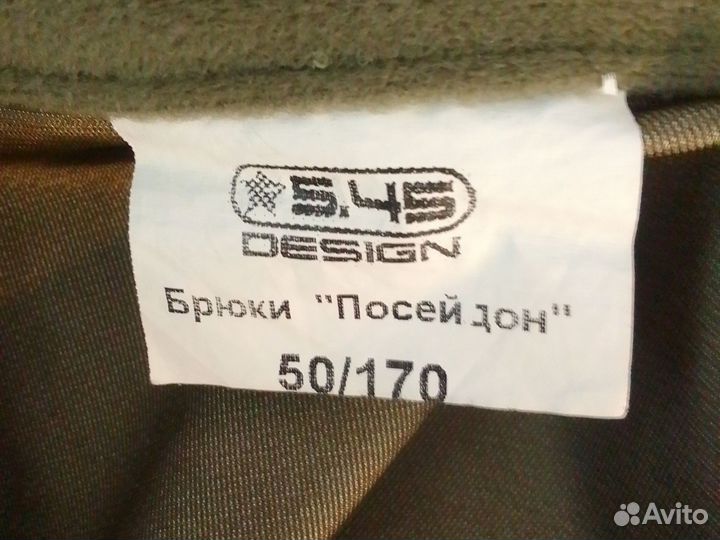 5.45
DESIGN
Брюки "Посейдон"
50/170
Avito